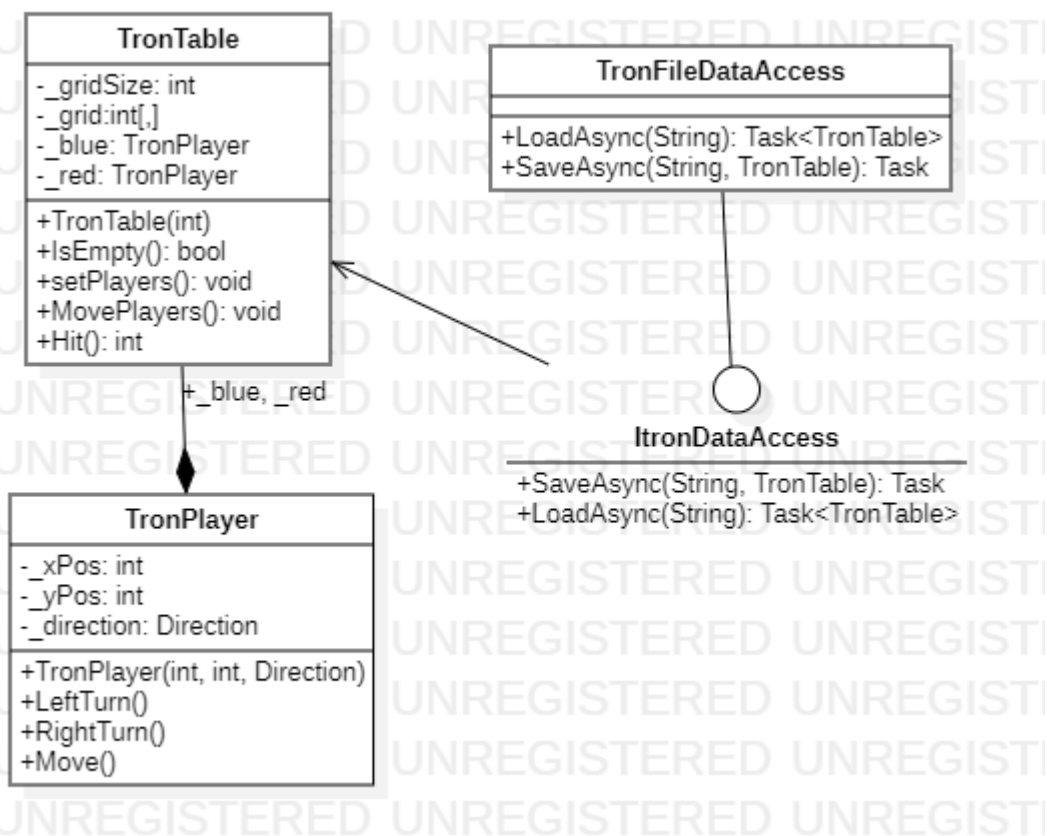 TronTable
-_gridSize: int
-_grid:int[,]
-_blue: TronPlayer
-_red: TronPlayer
+TronTable(int)
+IsEmpty(): bool
+setPlayers(): void
+MovePlayers(): void
+Hit(): int
+_blue, _red
TronPlayer
-_xPos: int
-_yPos: int
-_direction: Direction
+TronPlayer(int, int, Direction)
+LeftTurn()
+RightTurn()
+Move()
TronFileDataAccess
+LoadAsync(String): Task<TronTable>
+SaveAsync(String, TronTable): Task
ItronDataAccess
+SaveAsync(String, TronTable): Task
+LoadAsync(String): Task<TronTable>
UNREGISTERED